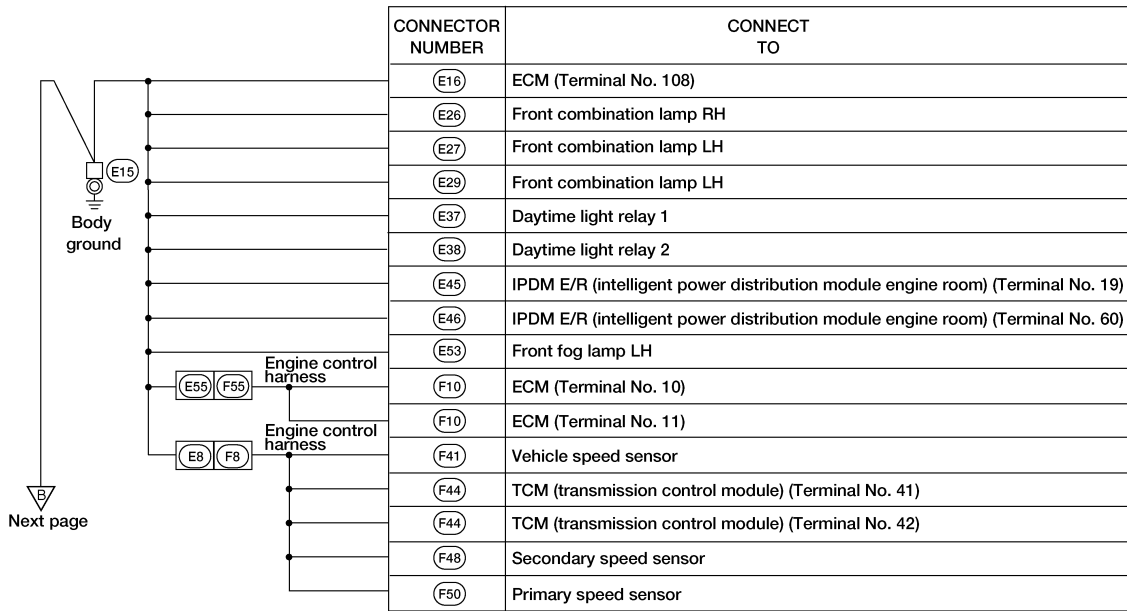 CONNECTOR NUMBER CONNECT TO
E16 ECM (Terminal No. 108)
E26 Front combination lamp RH
E27 Front combination lamp LH
E29 Front combination lamp LH
E37 Daytime light relay 1
E38 Daytime light relay 2
E45 IPDM E/R (intelligent power distribution module engine room) (Terminal No. 19)
E46 IPDM E/R (intelligent power distribution module engine room) (Terminal No. 60)
E53 Front fog lamp LH
F10 ECM (Terminal No. 10)
F10 ECM (Terminal No. 11)
F41 Vehicle speed sensor
F44 TCM (transmission control module) (Terminal No. 41)
F44 TCM (transmission control module) (Terminal No. 42)
F48 Secondary speed sensor
F50 Primary speed sensor
E15
Body
ground
Engine control
harness
E55 F55
Engine control
harness
E8 F8
B
Next page